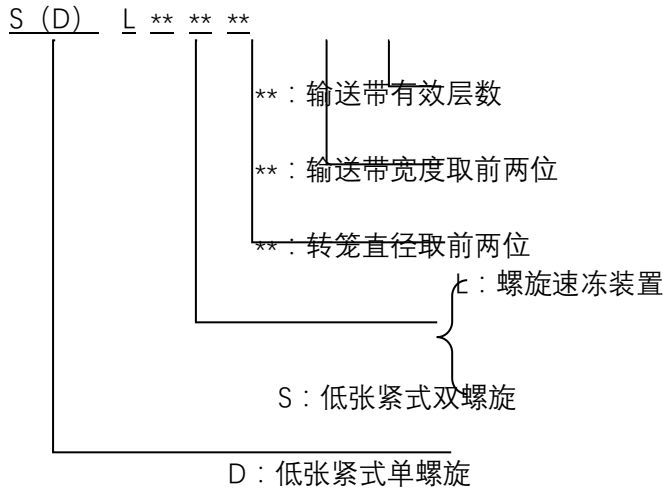 S（D） L ** ** **
**：输送带有效层数
**：输送带宽度取前两位
**：转笼直径取前两位
L：螺旋速冻装置
S：低张紧式双螺旋
D：低张紧式单螺旋